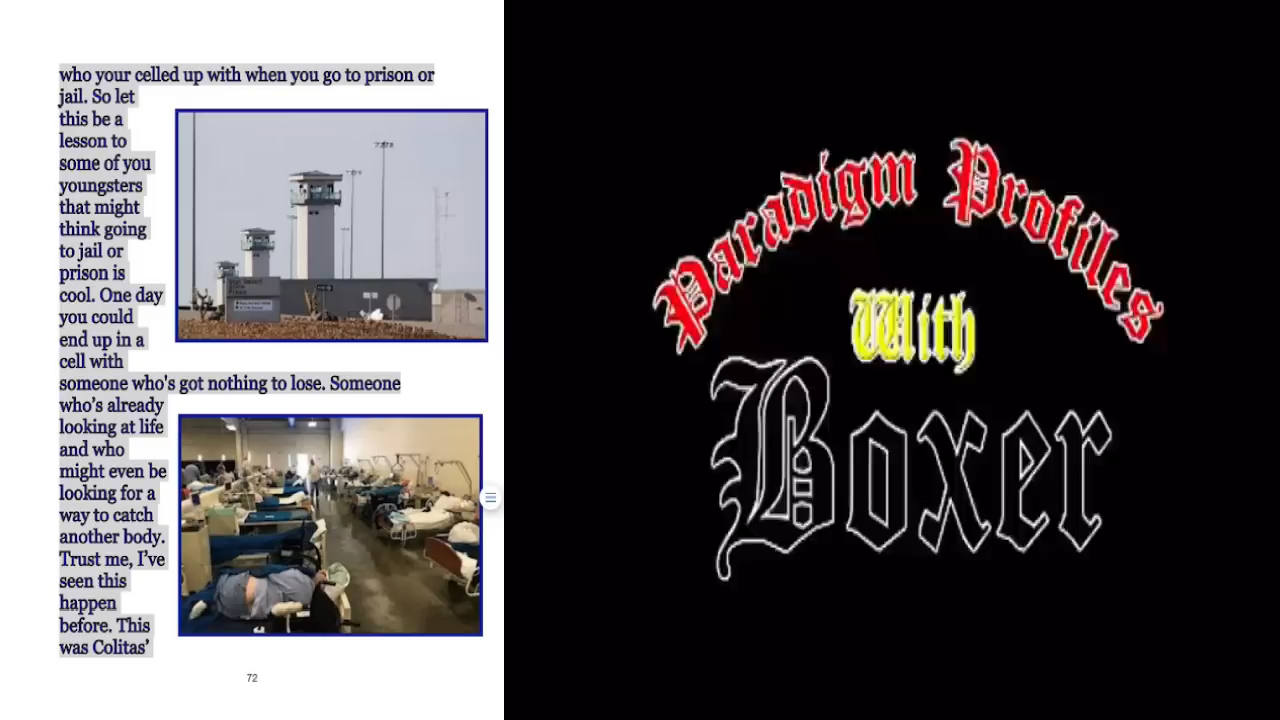 who your celled up with when you go to prison or
jail. So let
this be a
lesson to
some of you
youngsters
that might
think going
to jail or
prison is
cool. One day
you could
end up in a
cell with
someone who's got nothing to lose. Someone
who's already
looking at life
and who
might even be
looking for a
way to catch
another body.
Trust me, I've
seen this
happen
before. This
was Colitas’
72
Paradigm Profiles
With
Boxer